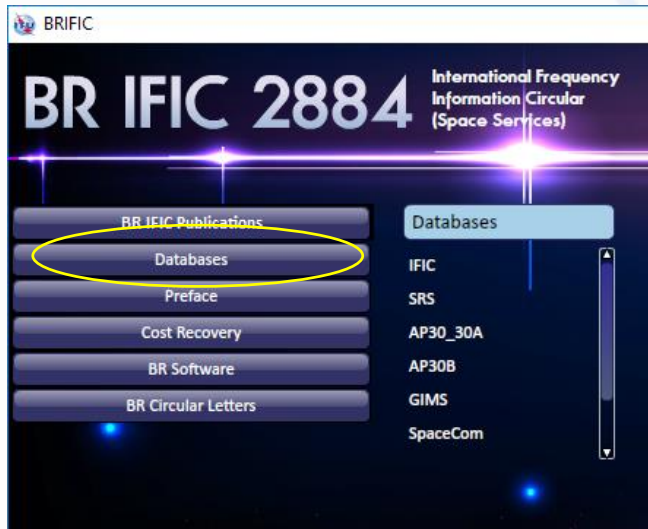 BRIFIC
BR IFIC 2884
International Frequency
Information Circular
(Space Services)
BR IFIC Publications
Databases
Preface
Cost Recovery
BR Software
BR Circular Letters
Databases
IFIC
SRS
AP30_30A
AP30B
GIMS
SpaceCom